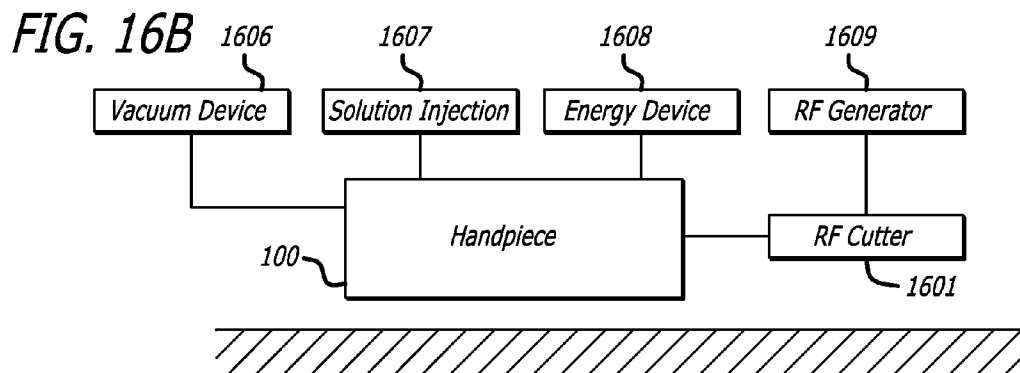 FIG. 16B
1606
1607
1608
1609
Vacuum Device
Solution Injection
Energy Device
RF Generator
Handpiece
RF Cutter
100
1601